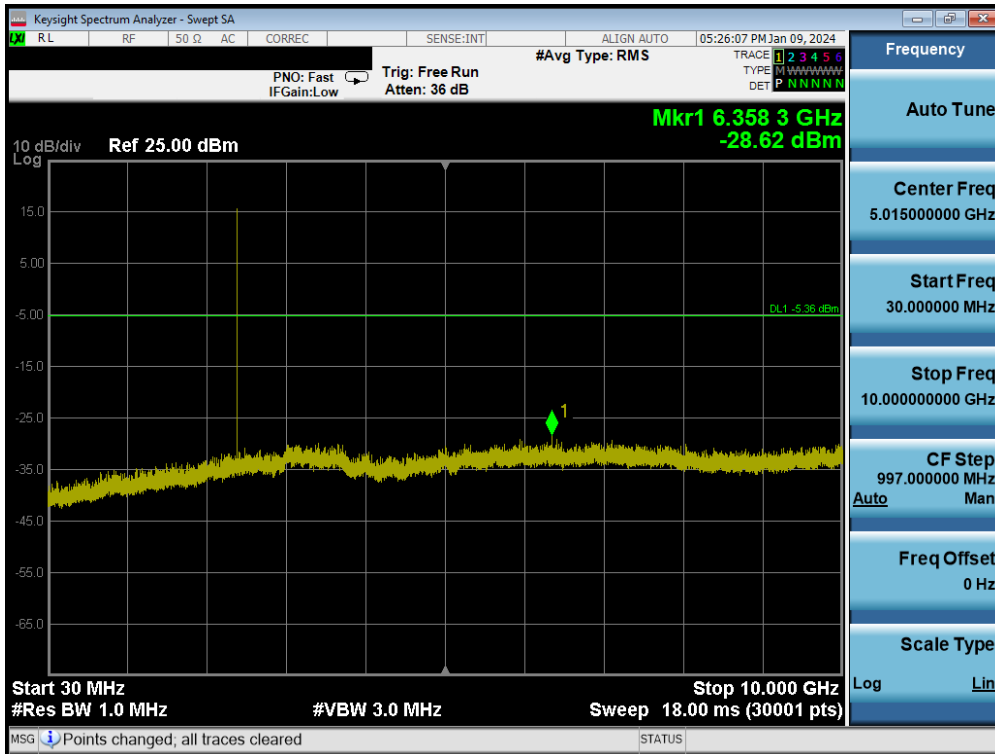 Keysight Spectrum Analyzer - Swept SA
LXI RL RF 50 Ω AC CORREC SENSE:INT ALIGN AUTO 05:26:07 PM Jan 09, 2024
#Avg Type: RMS
TRACE 1 2 3 4 5 6
PNO: Fast Trig: Free Run
TYPE M WWWWW
IFGain:Low Atten: 36 dB
DET P N N N N N
Mkr1 6.358 3 GHz
-28.62 dBm
10 dB/div Ref 25.00 dBm
Log
15.0
5.00
-5.00
DL1 -5.36 dBm
-15.0
-25.0
1
-35.0
-45.0
-55.0
-65.0
Start 30 MHz Stop 10.000 GHz
#Res BW 1.0 MHz #VBW 3.0 MHz Sweep 18.00 ms (30001 pts)
MSG Points changed; all traces cleared STATUS
Frequency
Auto Tune
Center Freq
5.015000000 GHz
Start Freq
30.000000 MHz
Stop Freq
10.000000000 GHz
CF Step
997.000000 MHz
Auto Man
Freq Offset
0 Hz
Scale Type
Log Lin